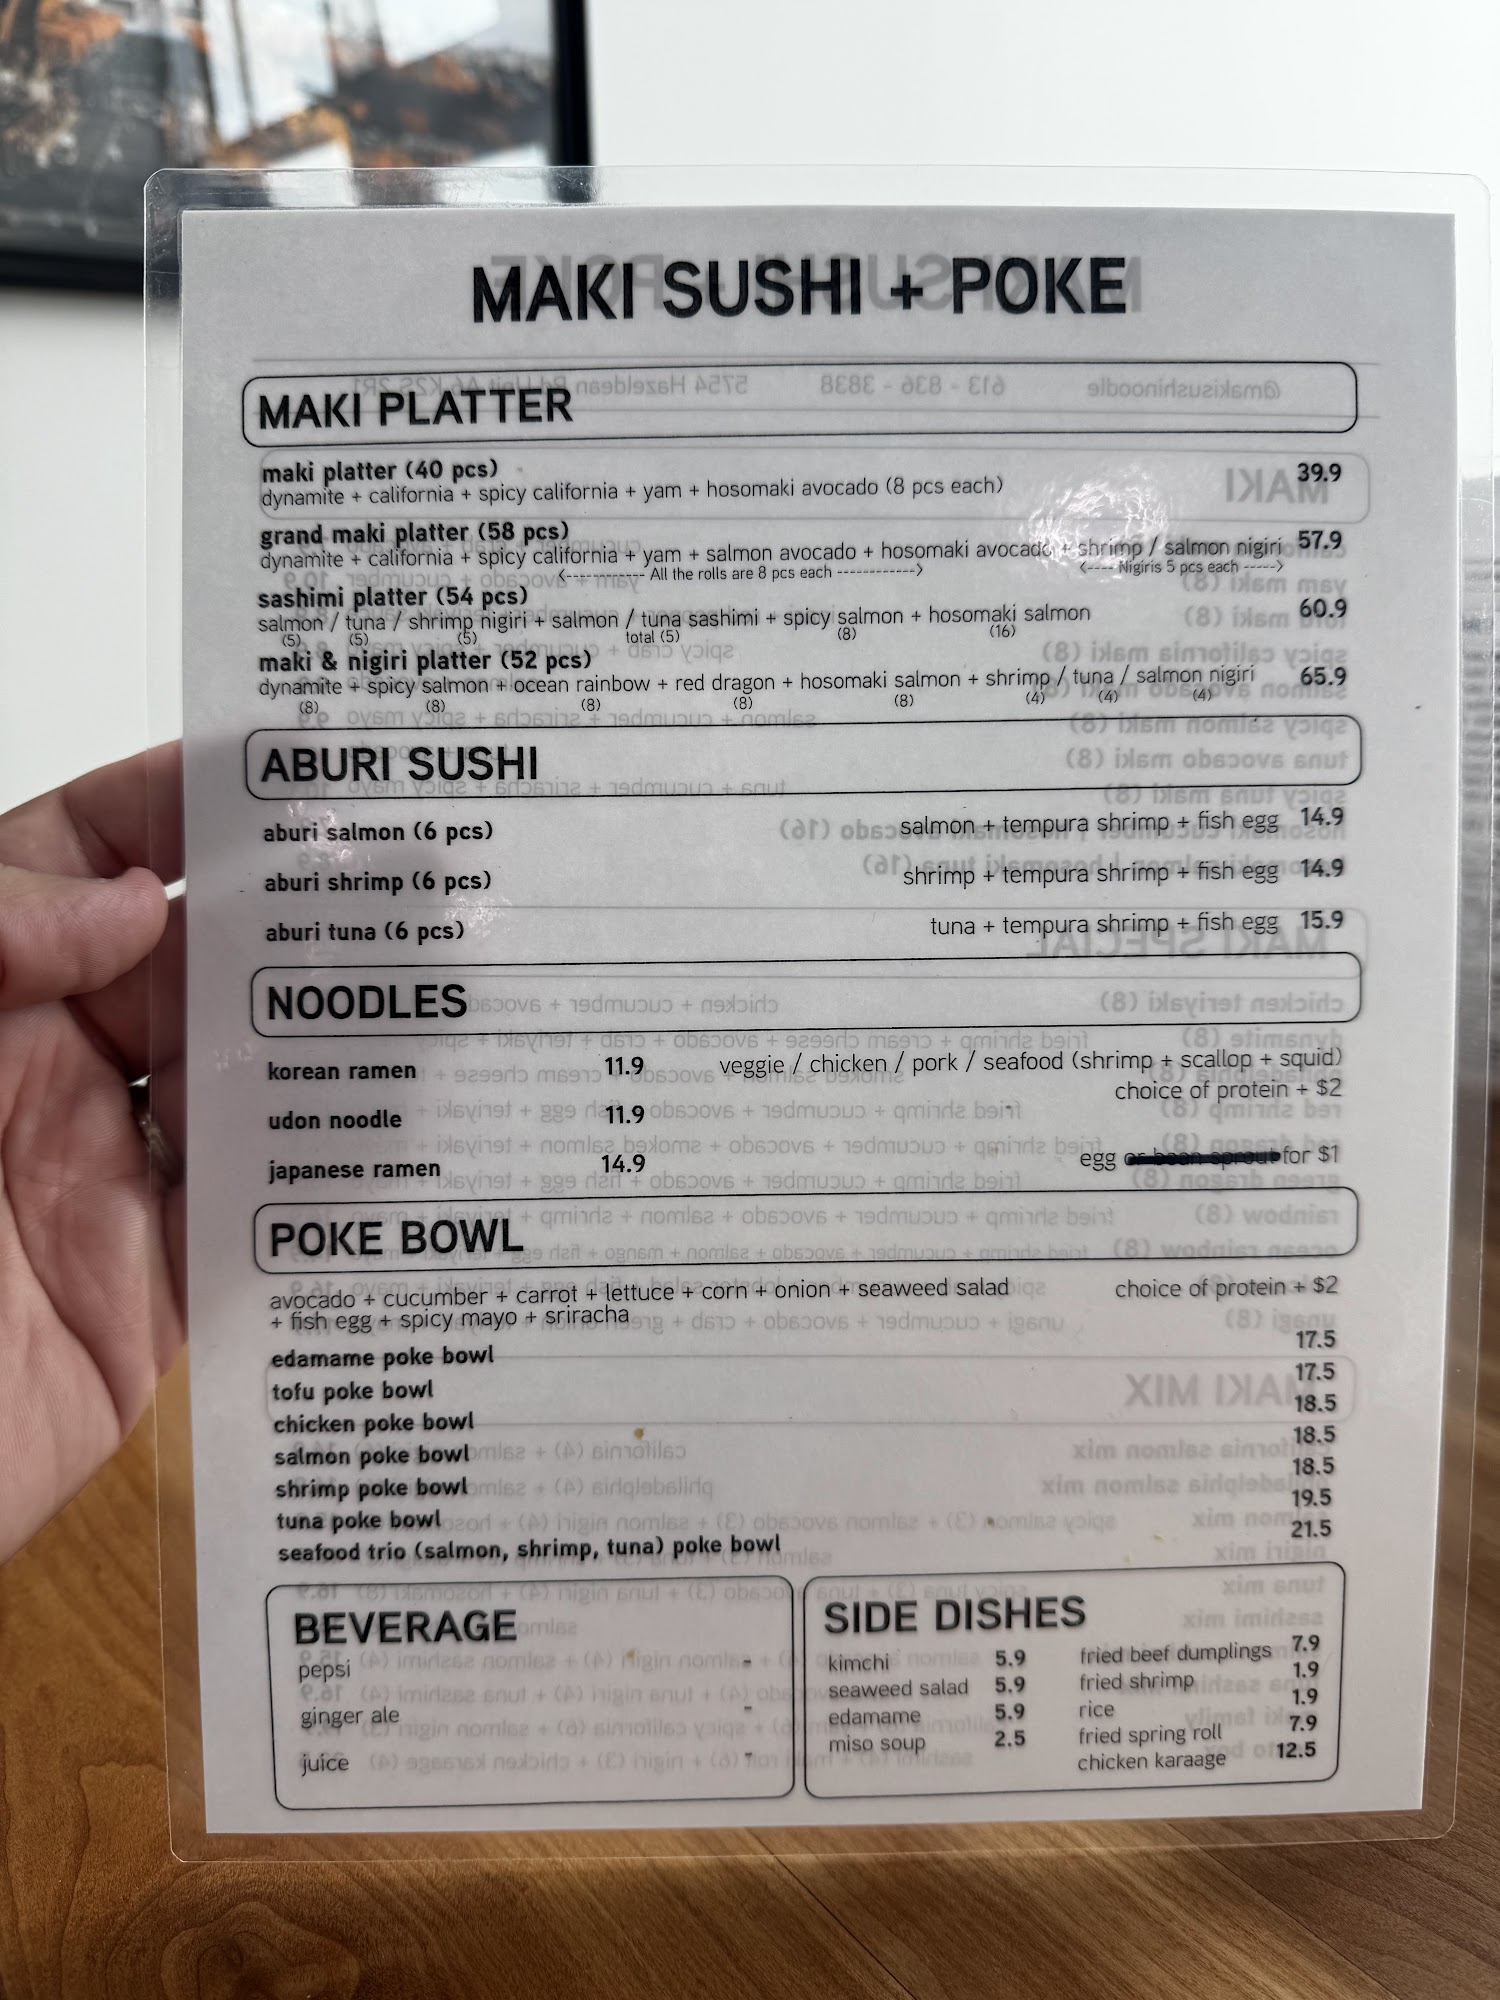 MAKI SUSHI + POKE
MAKI PLATTER
maki platter (40 pcs) 39.9
dynamite + california + spicy california + yam + hosomaki avocado (8 pcs each)
grand maki platter (58 pcs) 57.9
dynamite + california + spicy california + yam + salmon avocado + hosomaki avocado + shrimp / salmon nigiri
<------------ All the rolls are 8 pcs each ------------> <---- Nigiris 5 pcs each ----->
sashimi platter (54 pcs) 60.9
salmon / tuna / shrimp nigiri + salmon / tuna sashimi + spicy salmon + hosomaki salmon
(5) (5) (5) total (5) (8) (16)
maki & nigiri platter (52 pcs) 65.9
dynamite + spicy salmon + ocean rainbow + red dragon + hosomaki salmon + shrimp / tuna / salmon nigiri
(8) (8) (8) (8) (8) (4) (4) (4)
ABURI SUSHI
aburi salmon (6 pcs) salmon + tempura shrimp + fish egg 14.9
aburi shrimp (6 pcs) shrimp + tempura shrimp + fish egg 14.9
aburi tuna (6 pcs) tuna + tempura shrimp + fish egg 15.9
NOODLES
korean ramen 11.9 veggie / chicken / pork / seafood (shrimp + scallop + squid)
choice of protein + $2
udon noodle 11.9
japanese ramen 14.9 egg or bean sprout for $1
POKE BOWL
avocado + cucumber + carrot + lettuce + corn + onion + seaweed salad choice of protein + $2
+ fish egg + spicy mayo + sriracha
edamame poke bowl 17.5
tofu poke bowl 17.5
chicken poke bowl 18.5
salmon poke bowl 18.5
shrimp poke bowl 18.5
tuna poke bowl 19.5
seafood trio (salmon, shrimp, tuna) poke bowl 21.5
BEVERAGE
pepsi -
ginger ale -
juice -
SIDE DISHES
kimchi 5.9
seaweed salad 5.9
edamame 5.9
miso soup 2.5
fried beef dumplings 7.9
fried shrimp 1.9
rice 1.9
fried spring roll 7.9
chicken karaage 12.5